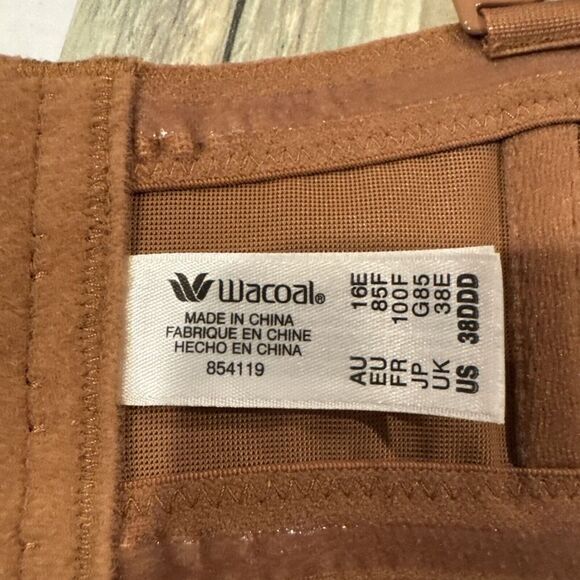 Wacoal®
MADE IN CHINA
FABRIQUE EN CHINE
HECHO EN CHINA
854119
AU 16E
EU 85F
FR 100F
JP G85
UK 38E
US 38DDD